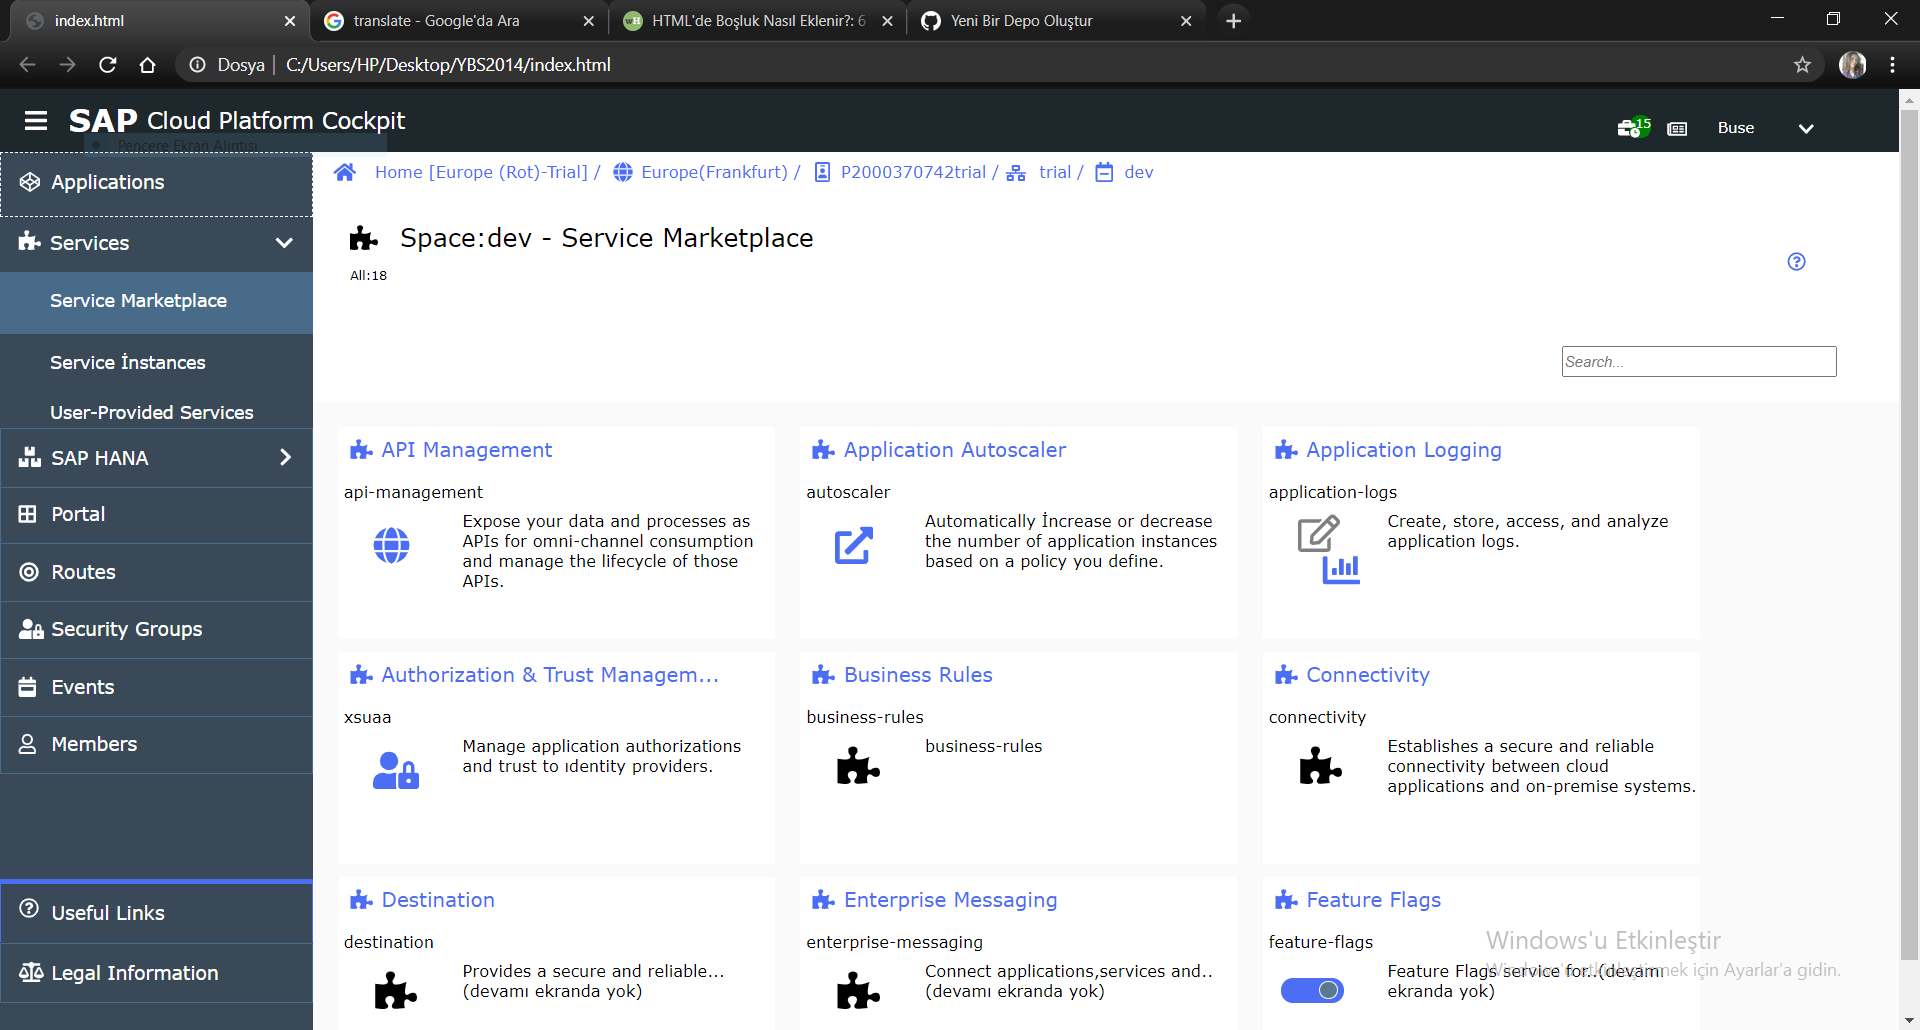 index.html
translate - Google'da Ara
HTML'de Boşluk Nasıl Eklenir?: 6
Yeni Bir Depo Oluştur
Dosya
C:/Users/HP/Desktop/YBS2014/index.html
SAP Cloud Platform Cockpit
15
Buse
Pencere Ekran Alıntısı
Applications
Services
Service Marketplace
Service İnstances
User-Provided Services
SAP HANA
Portal
Routes
Security Groups
Events
Members
Useful Links
Legal Information
Home [Europe (Rot)-Trial] / Europe(Frankfurt) / P2000370742trial / trial / dev
Space:dev - Service Marketplace
All:18
Search...
API Management
api-management
Expose your data and processes as
APIs for omni-channel consumption
and manage the lifecycle of those
APIs.
Application Autoscaler
autoscaler
Automatically İncrease or decrease
the number of application instances
based on a policy you define.
Application Logging
application-logs
Create, store, access, and analyze
application logs.
Authorization & Trust Managem...
xsuaa
Manage application authorizations
and trust to ıdentity providers.
Business Rules
business-rules
business-rules
Connectivity
connectivity
Establishes a secure and reliable
connectivity between cloud
applications and on-premise systems.
Destination
destination
Provides a secure and reliable...
(devamı ekranda yok)
Enterprise Messaging
enterprise-messaging
Connect applications,services and..
(devamı ekranda yok)
Feature Flags
feature-flags
Feature Flags service for..(devamı
ekranda yok)
Windows'u Etkinleştir
Windows'u etkinleştirmek için Ayarlar'a gidin.